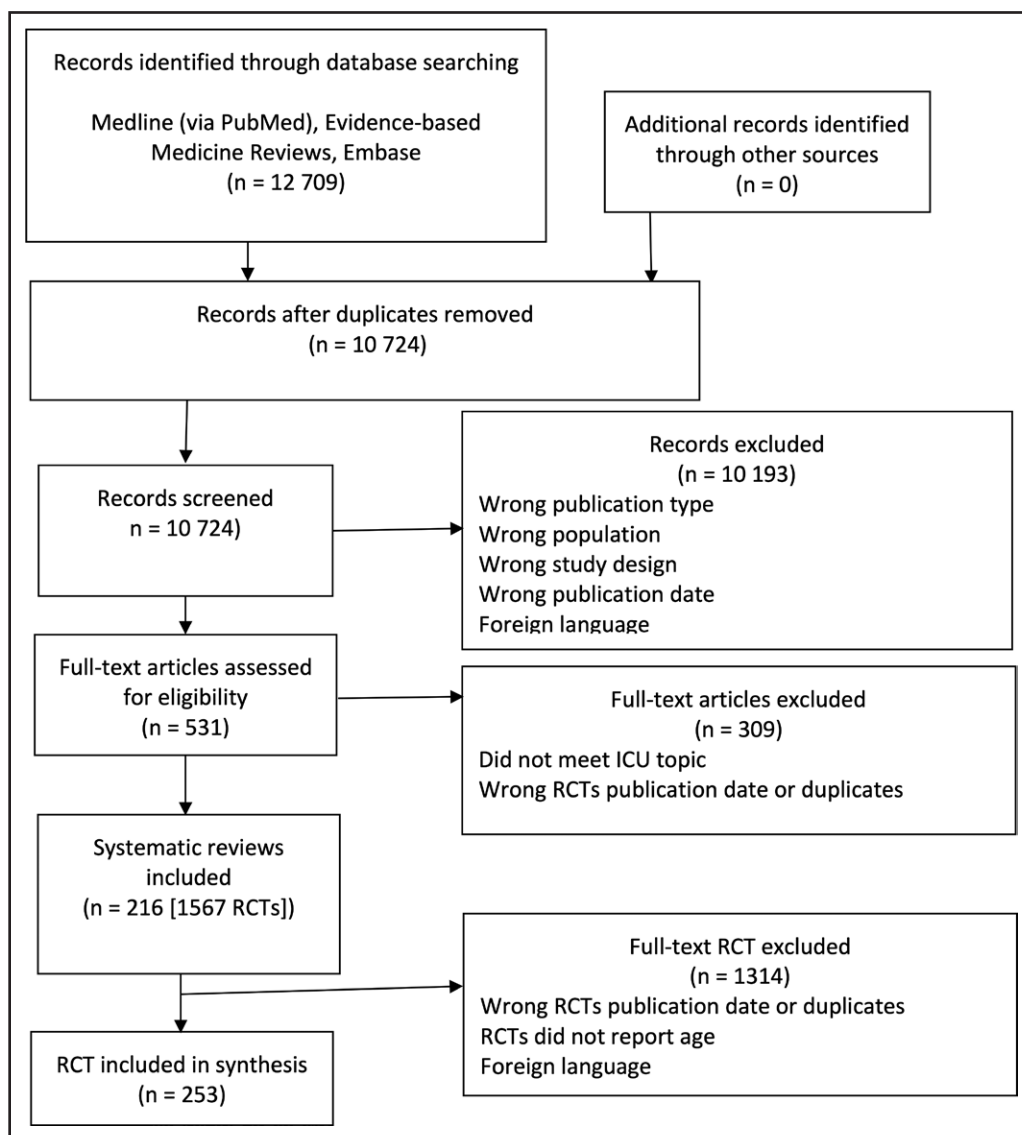 Records identified through database searching
Medline (via PubMed), Evidence-based
Medicine Reviews, Embase
(n = 12 709)
Additional records identified
through other sources
(n = 0)
Records after duplicates removed
(n = 10 724)
Records screened
n = 10 724)
Records excluded
(n = 10 193)
Wrong publication type
Wrong population
Wrong study design
Wrong publication date
Foreign language
Full-text articles assessed
for eligibility
(n = 531)
Full-text articles excluded
(n = 309)
Did not meet ICU topic
Wrong RCTs publication date or duplicates
Systematic reviews
included
(n = 216 [1567 RCTs])
Full-text RCT excluded
(n = 1314)
Wrong RCTs publication date or duplicates
RCTs did not report age
Foreign language
RCT included in synthesis
(n = 253)